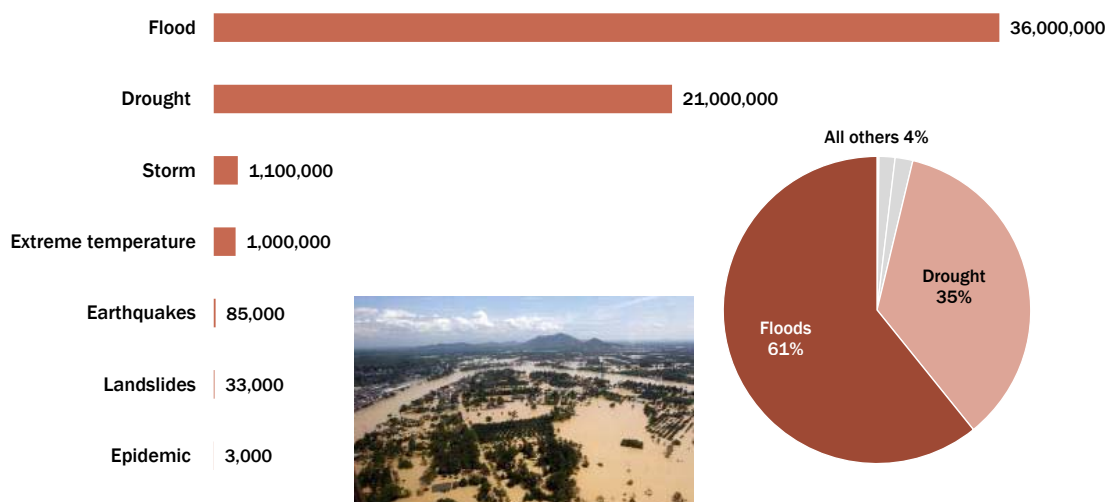 Flood 36,000,000
Drought 21,000,000
Storm 1,100,000
Extreme temperature 1,000,000
Earthquakes 85,000
Landslides 33,000
Epidemic 3,000
All others 4%
Drought
35%
Floods
61%